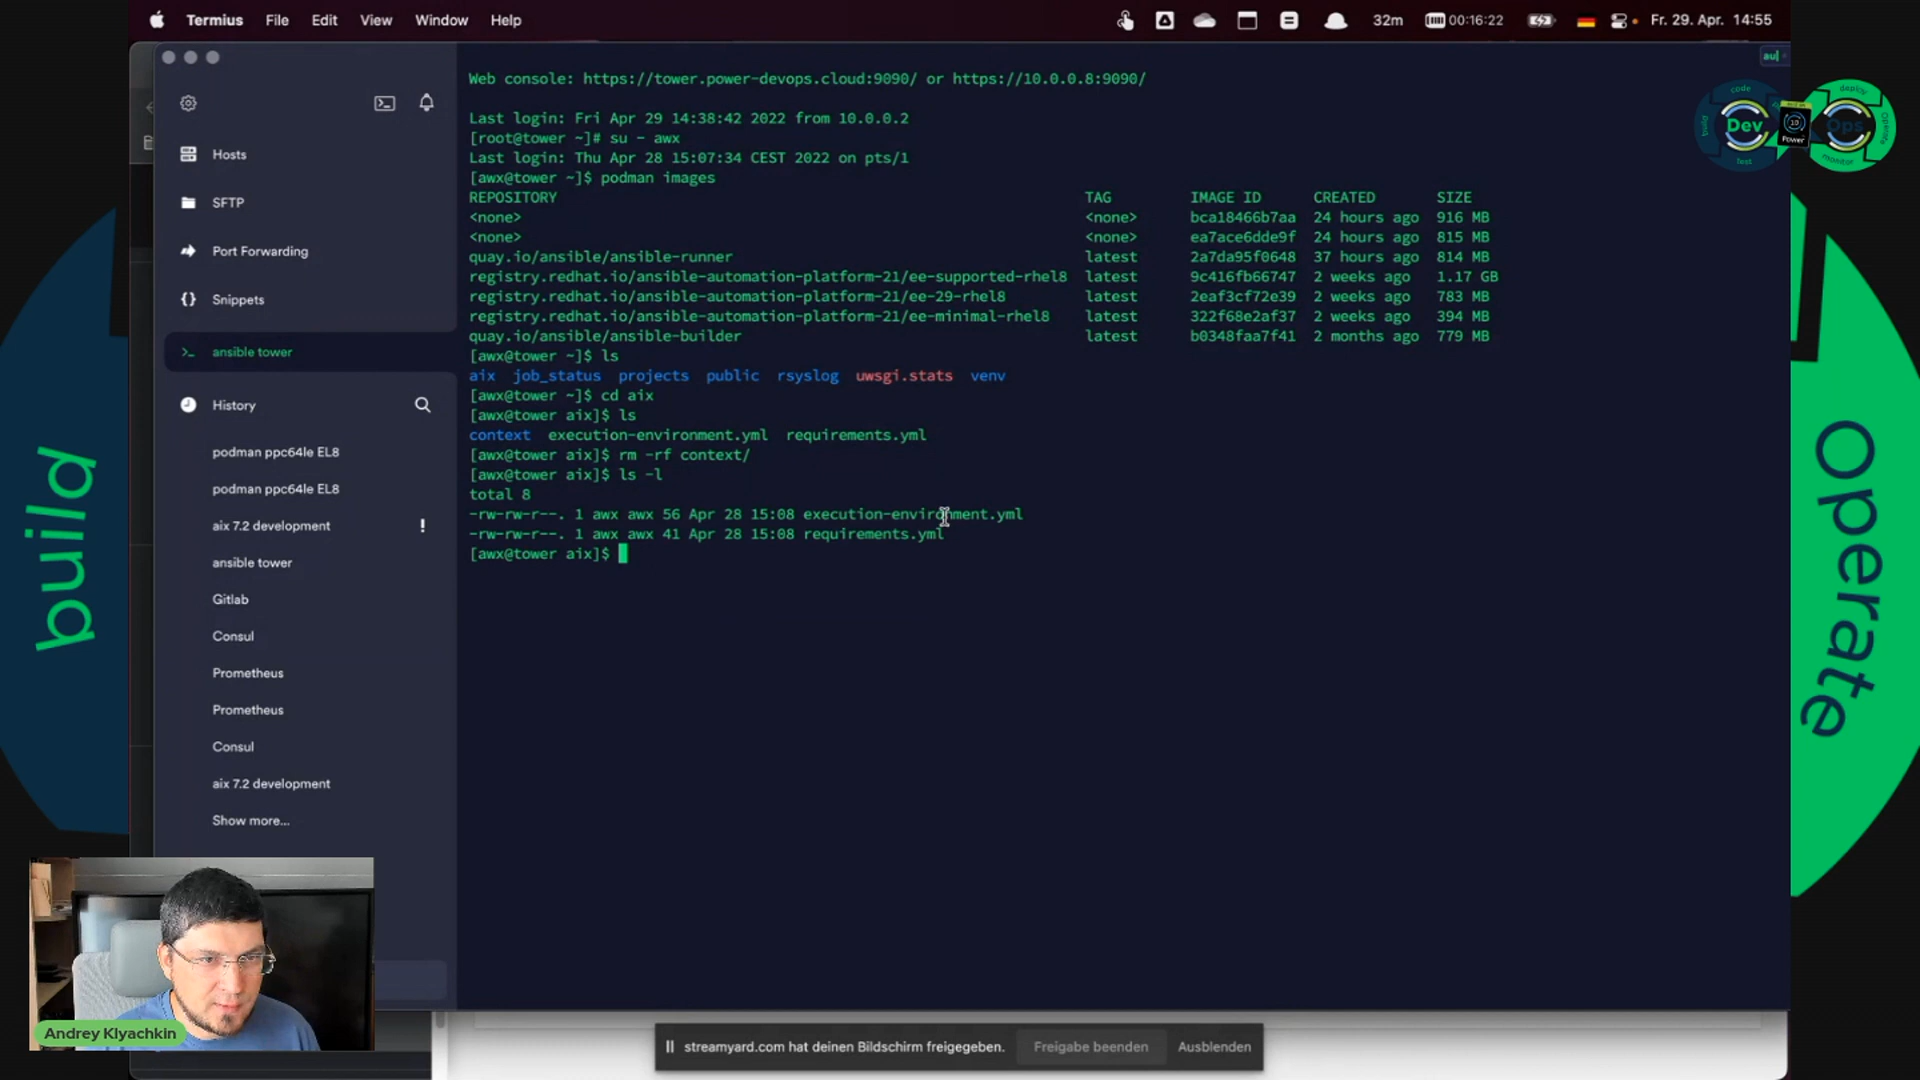 Termius File Edit View Window Help 32m 00:16:22 Fr. 29. Apr. 14:55
Web console: https://tower.power-devops.cloud:9090/ or https://10.0.0.8:9090/
Last login: Fri Apr 29 14:38:42 2022 from 10.0.0.2
[root@tower ~]# su - awx
Last login: Thu Apr 28 15:07:34 CEST 2022 on pts/1
[awx@tower ~]$ podman images
REPOSITORY TAG IMAGE ID CREATED SIZE
<none> <none> bca18466b7aa 24 hours ago 916 MB
<none> <none> ea7ace6dde9f 24 hours ago 815 MB
quay.io/ansible/ansible-runner latest 2a7da95f0648 37 hours ago 814 MB
registry.redhat.io/ansible-automation-platform-21/ee-supported-rhel8 latest 9c416fb66747 2 weeks ago 1.17 GB
registry.redhat.io/ansible-automation-platform-21/ee-29-rhel8 latest 2eaf3cf72e39 2 weeks ago 783 MB
registry.redhat.io/ansible-automation-platform-21/ee-minimal-rhel8 latest 322f68e2af37 2 weeks ago 394 MB
quay.io/ansible/ansible-builder latest b0348faa7f41 2 months ago 779 MB
[awx@tower ~]$ ls
aix job_status projects public rsyslog uwsgi.stats venv
[awx@tower ~]$ cd aix
[awx@tower aix]$ ls
context execution-environment.yml requirements.yml
[awx@tower aix]$ rm -rf context/
[awx@tower aix]$ ls -l
total 8
-rw-rw-r--. 1 awx awx 56 Apr 28 15:08 execution-environment.yml
-rw-rw-r--. 1 awx awx 41 Apr 28 15:08 requirements.yml
[awx@tower aix]$
Hosts
SFTP
Port Forwarding
{} Snippets
>_ ansible tower
History
podman ppc64le EL8
podman ppc64le EL8
aix 7.2 development !
ansible tower
Gitlab
Consul
Prometheus
Prometheus
Consul
aix 7.2 development
Show more...
au
code
Dev
test
build
10
Power
deploy
Ops
Operate
monitor
build
Operate
Andrey Klyachkin
streamyard.com hat deinen Bildschirm freigegeben. Freigabe beenden Ausblenden